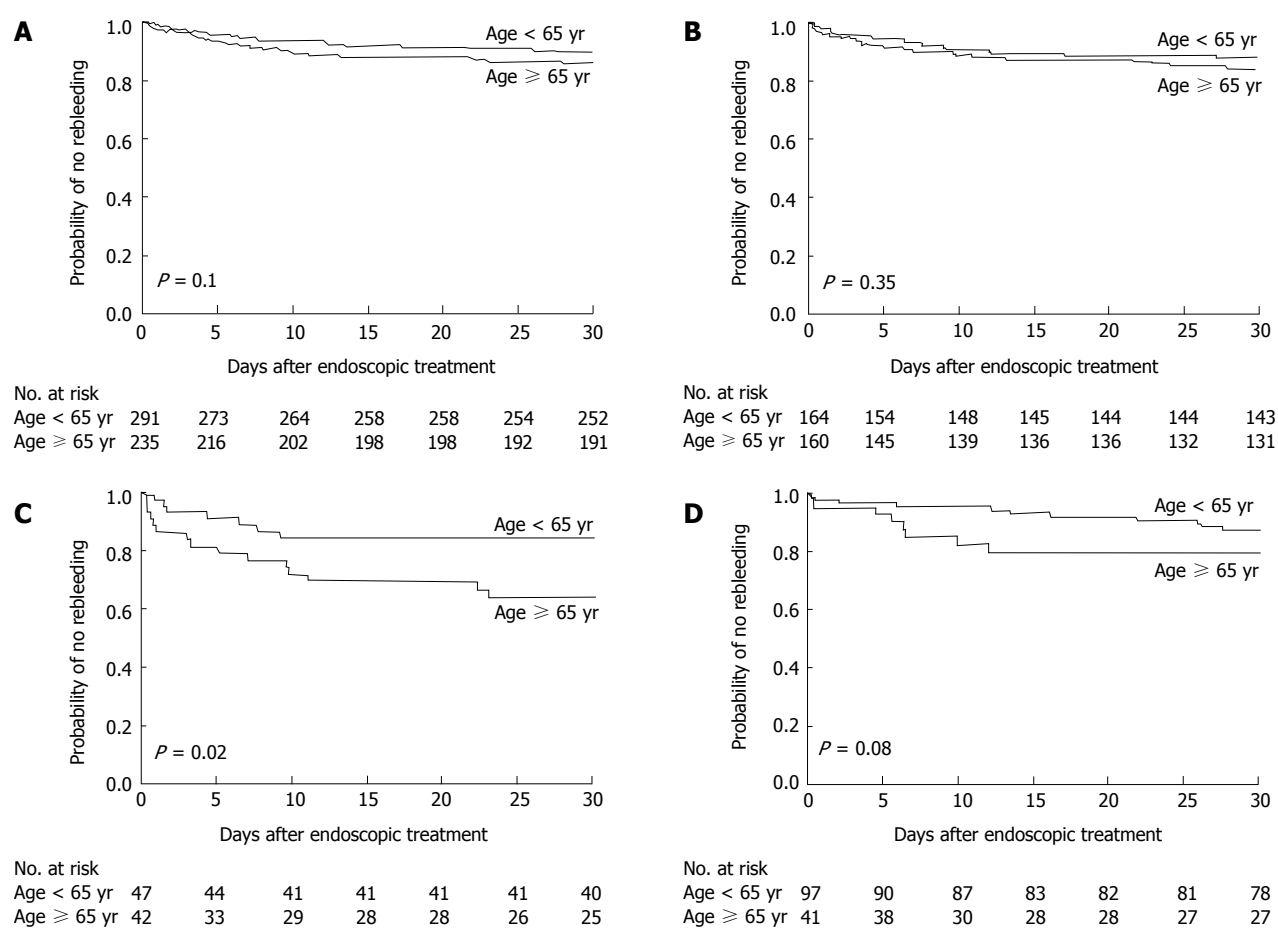 A
1.0
0.8
0.6
0.4
0.2
0.0
Probability of no rebleeding
Age < 65 yr
Age ⩾ 65 yr
P = 0.1
0 5 10 15 20 25 30
Days after endoscopic treatment
No. at risk
Age < 65 yr 291 273 264 258 258 254 252
Age ⩾ 65 yr 235 216 202 198 198 192 191
B
1.0
0.8
0.6
0.4
0.2
0.0
Probability of no rebleeding
Age < 65 yr
Age ⩾ 65 yr
P = 0.35
0 5 10 15 20 25 30
Days after endoscopic treatment
No. at risk
Age < 65 yr 164 154 148 145 144 144 143
Age ⩾ 65 yr 160 145 139 136 136 132 131
C
1.0
0.8
0.6
0.4
0.2
0.0
Probability of no rebleeding
Age < 65 yr
Age ⩾ 65 yr
P = 0.02
0 5 10 15 20 25 30
Days after endoscopic treatment
No. at risk
Age < 65 yr 47 44 41 41 41 41 40
Age ⩾ 65 yr 42 33 29 28 28 26 25
D
1.0
0.8
0.6
0.4
0.2
0.0
Probability of no rebleeding
Age < 65 yr
Age ⩾ 65 yr
P = 0.08
0 5 10 15 20 25 30
Days after endoscopic treatment
No. at risk
Age < 65 yr 97 90 87 83 82 81 78
Age ⩾ 65 yr 41 38 30 28 28 27 27